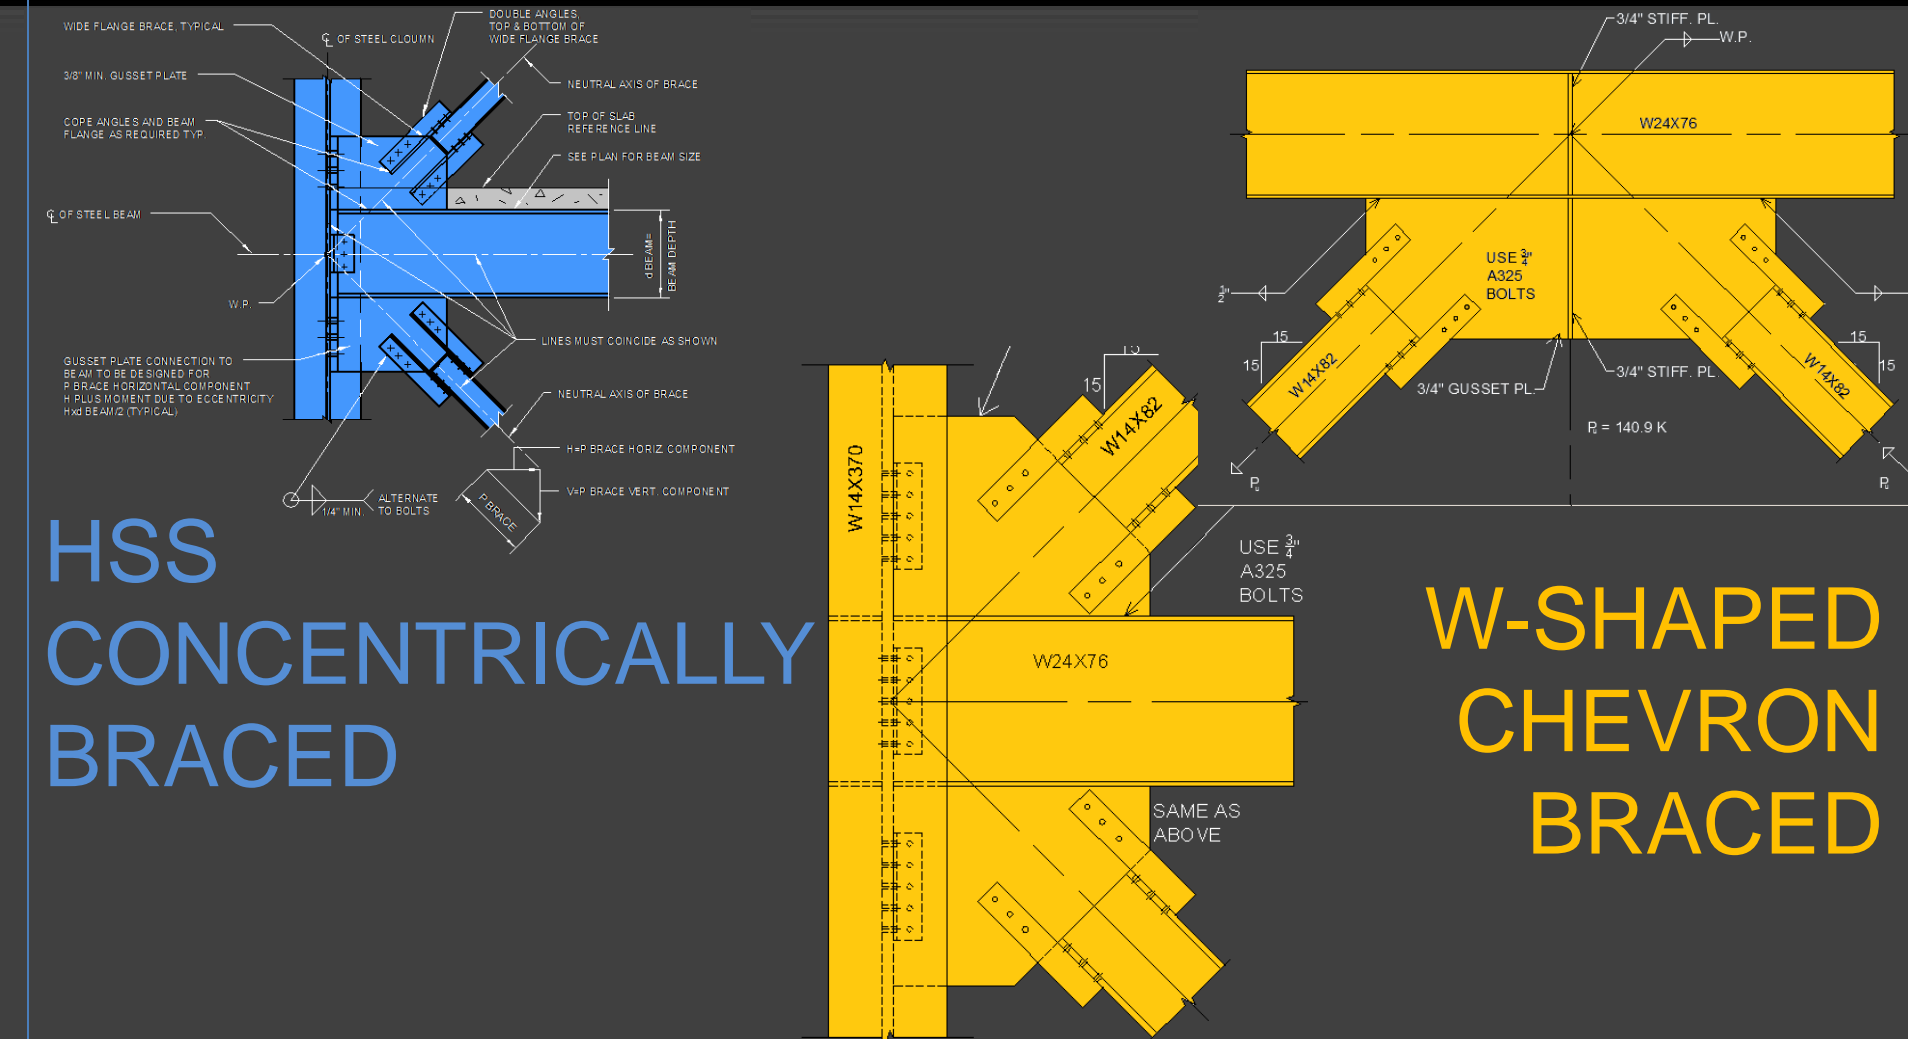 WIDE FLANGE BRACE, TYPICAL
℄ OF STEEL CLOUMN
DOUBLE ANGLES,
TOP & BOTTOM OF
WIDE FLANGE BRACE
3/8" MIN. GUSSET PLATE
NEUTRAL AXIS OF BRACE
COPE ANGLES AND BEAM
FLANGE AS REQUIRED TYP.
TOP OF SLAB
REFERENCE LINE
SEE PLAN FOR BEAM SIZE
℄ OF STEEL BEAM
d BEAM=
BEAM DEPTH
W.P.
LINES MUST COINCIDE AS SHOWN
GUSSET PLATE CONNECTION TO
BEAM TO BE DESIGNED FOR
P BRACE HORIZONTAL COMPONENT
H PLUS MOMENT DUE TO ECCENTRICITY
Hxd BEAM/2 (TYPICAL)
NEUTRAL AXIS OF BRACE
H=P BRACE HORIZ. COMPONENT
V=P BRACE VERT. COMPONENT
P BRACE
1/4" MIN.
ALTERNATE
TO BOLTS
HSS
CONCENTRICALLY
BRACED
15
15
W14X82
W14X370
USE 3/4"
A325
BOLTS
W24X76
SAME AS
ABOVE
3/4" STIFF. PL.
W.P.
W24X76
USE 3/4"
A325
BOLTS
1/2"
15
15
15
15
W14X82
W14X82
3/4" STIFF. PL.
3/4" GUSSET PL.
= 140.9 K
W-SHAPED
CHEVRON
BRACED